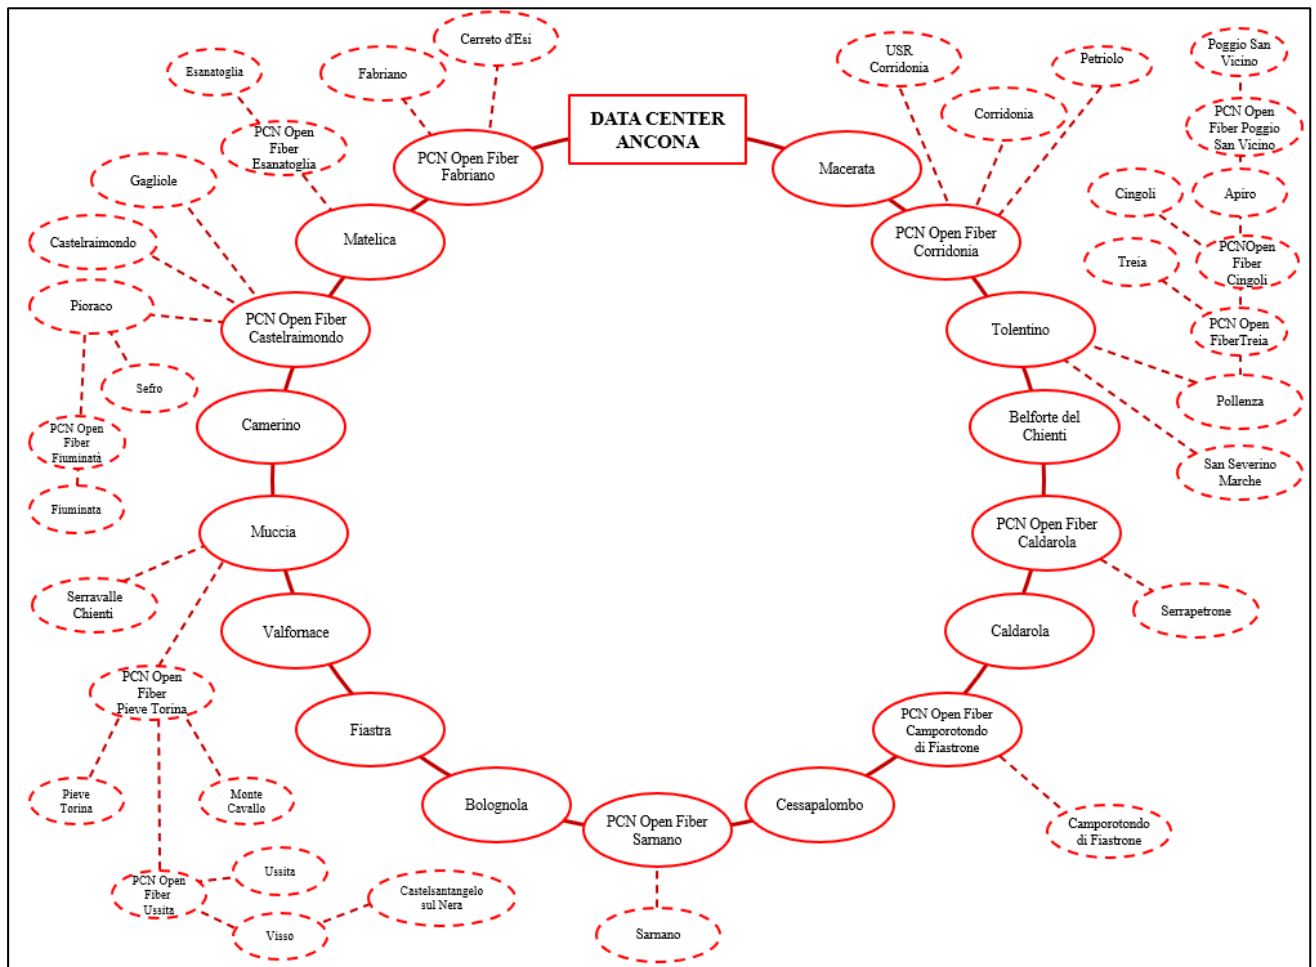 Cerreto d'Esi
Fabriano
Esanatoglia
PCN Open
Fiber
Esanatoglia
PCN Open Fiber
Fabriano
DATA CENTER
ANCONA
Macerata
USR
Corridonia
Corridonia
Petriolo
Poggio San
Vicino
PCN Open
Fiber Poggio
San Vicino
Gagliole
Castelraimondo
Matelica
PCN Open Fiber
Corridonia
Cingoli
Apiro
Treia
PCNOpen
Fiber
Cingoli
Pioraco
PCN Open Fiber
Castelraimondo
Tolentino
PCN Open
FiberTreia
Sefro
Pollenza
PCN Open
Fiber
Fiuminatà
Camerino
Belforte del
Chienti
San Severino
Marche
Fiuminata
Muccia
PCN Open Fiber
Caldarola
Serravalle
Chienti
Valfornace
Caldarola
Serrapetrone
PCN Open
Fiber
Pieve Torina
Fiastra
PCN Open Fiber
Camporotondo
di Fiastrone
Pieve
Torina
Monte
Cavallo
Bolognola
PCN Open Fiber
Sarnano
Cessapalombo
Camporotondo
di Fiastrone
PCN Open
Fiber
Ussita
Ussita
Visso
Castelsantangelo
sul Nera
Sarnano